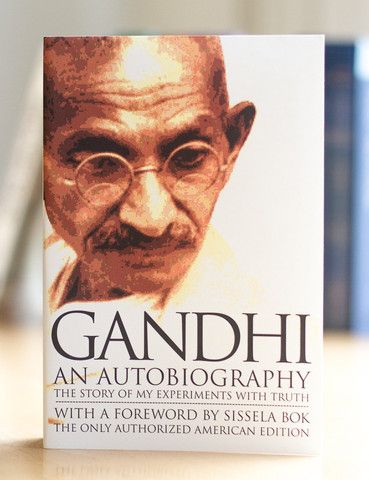 GANDHI
AN AUTOBIOGRAPHY
THE STORY OF MY EXPERIMENTS WITH TRUTH
WITH A FOREWORD BY SISSELA BOK
THE ONLY AUTHORIZED AMERICAN EDITION